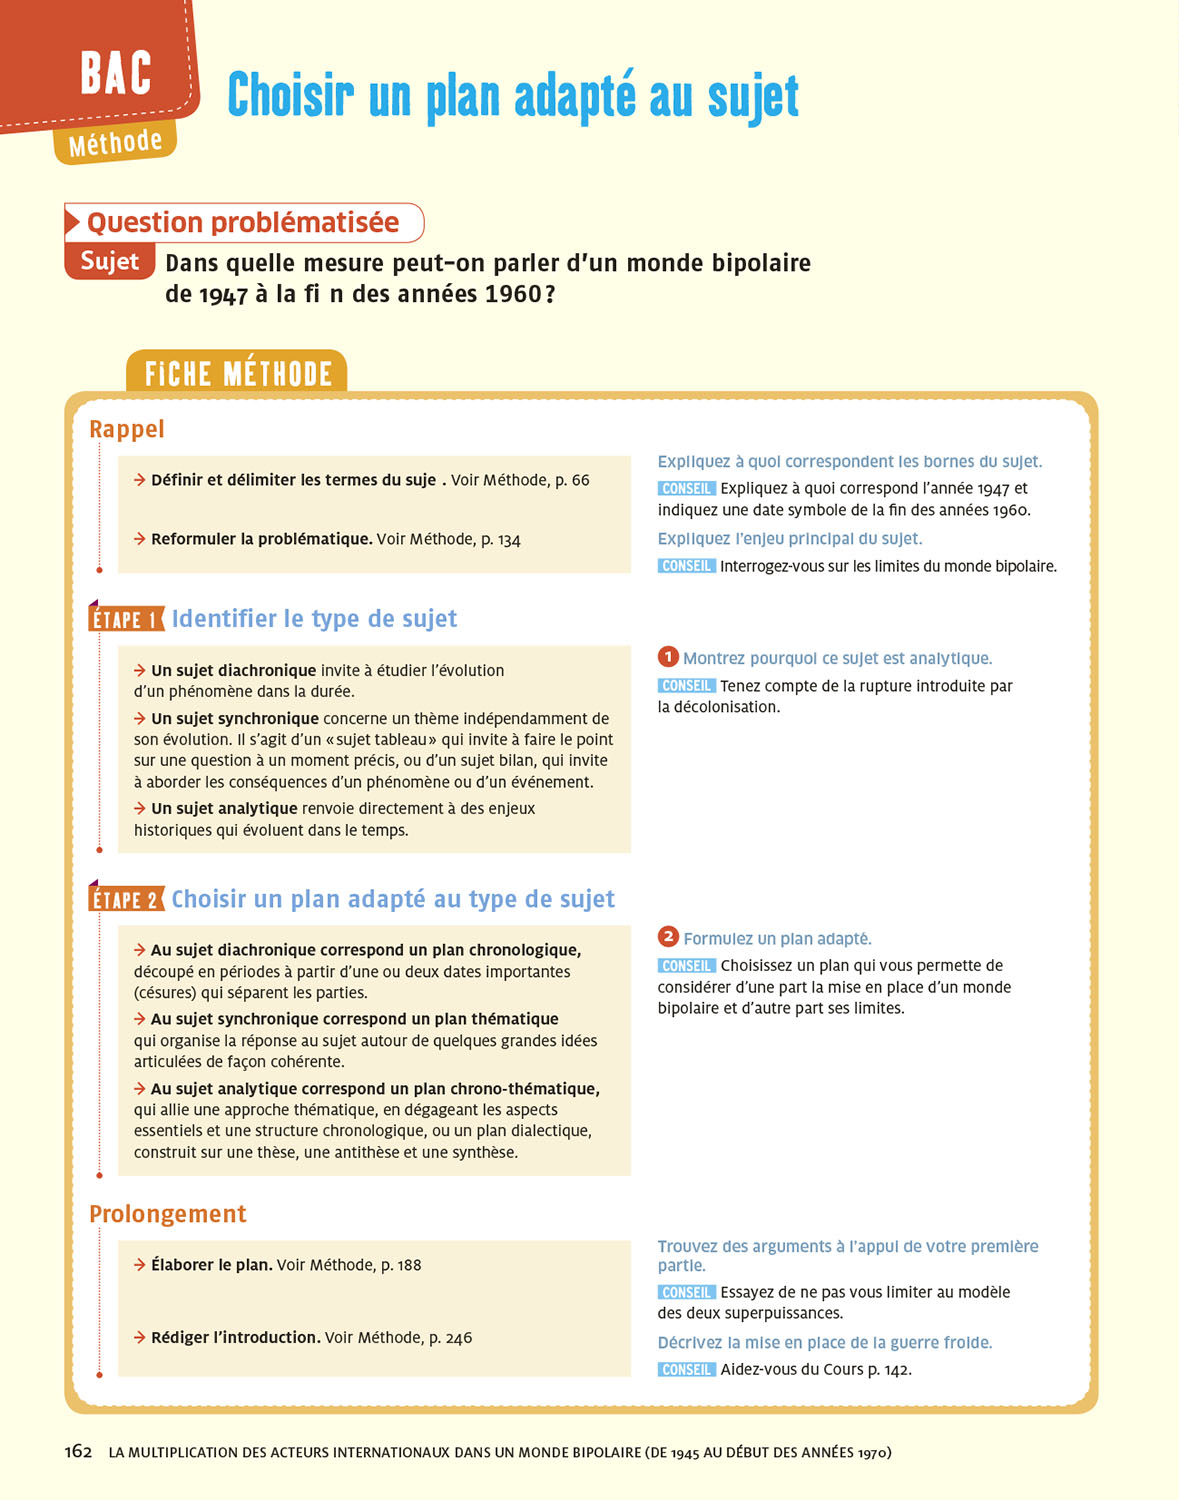 BAC
Méthode
Choisir un plan adapté au sujet
Question problématisée
Sujet
Dans quelle mesure peut-on parler d'un monde bipolaire
de 1947 à la fi n des années 1960 ?
FiCHE MÉTHODE
Rappel
→ Définir et délimiter les termes du suje . Voir Méthode, p. 66
→ Reformuler la problématique. Voir Méthode, p. 134
Expliquez à quoi correspondent les bornes du sujet.
CONSEIL Expliquez à quoi correspond l'année 1947 et
indiquez une date symbole de la fin des années 1960.
Expliquez l'enjeu principal du sujet.
CONSEIL Interrogez-vous sur les limites du monde bipolaire.
ÉTAPE 1 Identifier le type de sujet
→ Un sujet diachronique invite à étudier l'évolution
d'un phénomène dans la durée.
→ Un sujet synchronique concerne un thème indépendamment de
son évolution. Il s'agit d'un « sujet tableau » qui invite à faire le point
sur une question à un moment précis, ou d'un sujet bilan, qui invite
à aborder les conséquences d'un phénomène ou d'un événement.
→ Un sujet analytique renvoie directement à des enjeux
historiques qui évoluent dans le temps.
1 Montrez pourquoi ce sujet est analytique.
CONSEIL Tenez compte de la rupture introduite par
la décolonisation.
ÉTAPE 2 Choisir un plan adapté au type de sujet
→ Au sujet diachronique correspond un plan chronologique,
découpé en périodes à partir d'une ou deux dates importantes
(césures) qui séparent les parties.
→ Au sujet synchronique correspond un plan thématique
qui organise la réponse au sujet autour de quelques grandes idées
articulées de façon cohérente.
→ Au sujet analytique correspond un plan chrono-thématique,
qui allie une approche thématique, en dégageant les aspects
essentiels et une structure chronologique, ou un plan dialectique,
construit sur une thèse, une antithèse et une synthèse.
2 Formulez un plan adapté.
CONSEIL Choisissez un plan qui vous permette de
considérer d'une part la mise en place d'un monde
bipolaire et d'autre part ses limites.
Prolongement
→ Élaborer le plan. Voir Méthode, p. 188
→ Rédiger l'introduction. Voir Méthode, p. 246
Trouvez des arguments à l'appui de votre première
partie.
CONSEIL Essayez de ne pas vous limiter au modèle
des deux superpuissances.
Décrivez la mise en place de la guerre froide.
CONSEIL Aidez-vous du Cours p. 142.
162 LA MULTIPLICATION DES ACTEURS INTERNATIONAUX DANS UN MONDE BIPOLAIRE (DE 1945 AU DÉBUT DES ANNÉES 1970)